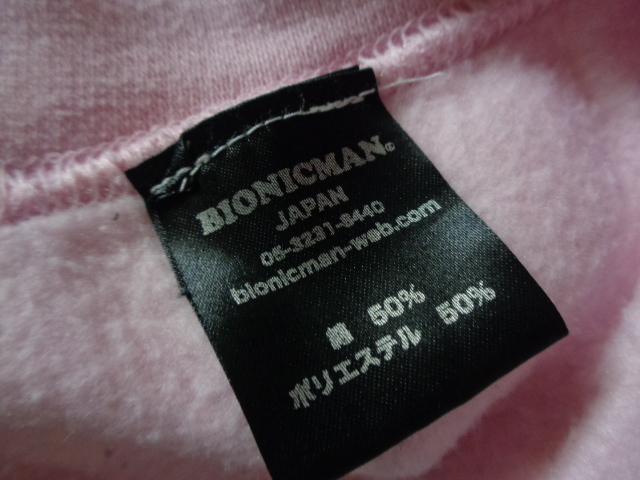 BIONICMAN©
JAPAN
06-3231-8440
bionicman-web.com
綿 50%
ポリエステル 50%